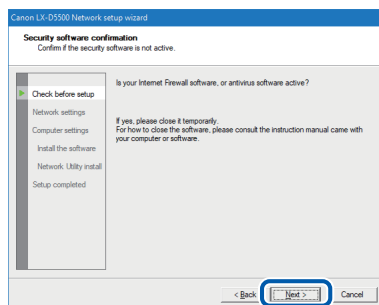 Canon LX-D5500 Network setup wizard
Security software confirmation
Confirm if the security software is not active.
Check before setup
Network settings
Computer settings
Install the software
Network Utility install
Setup completed
Is your Internet Firewall software, or antivirus software active?
If yes, please close it temporarily.
For how to close the software, please consult the instruction manual came with
your computer or software.
< Back
Next >
Cancel